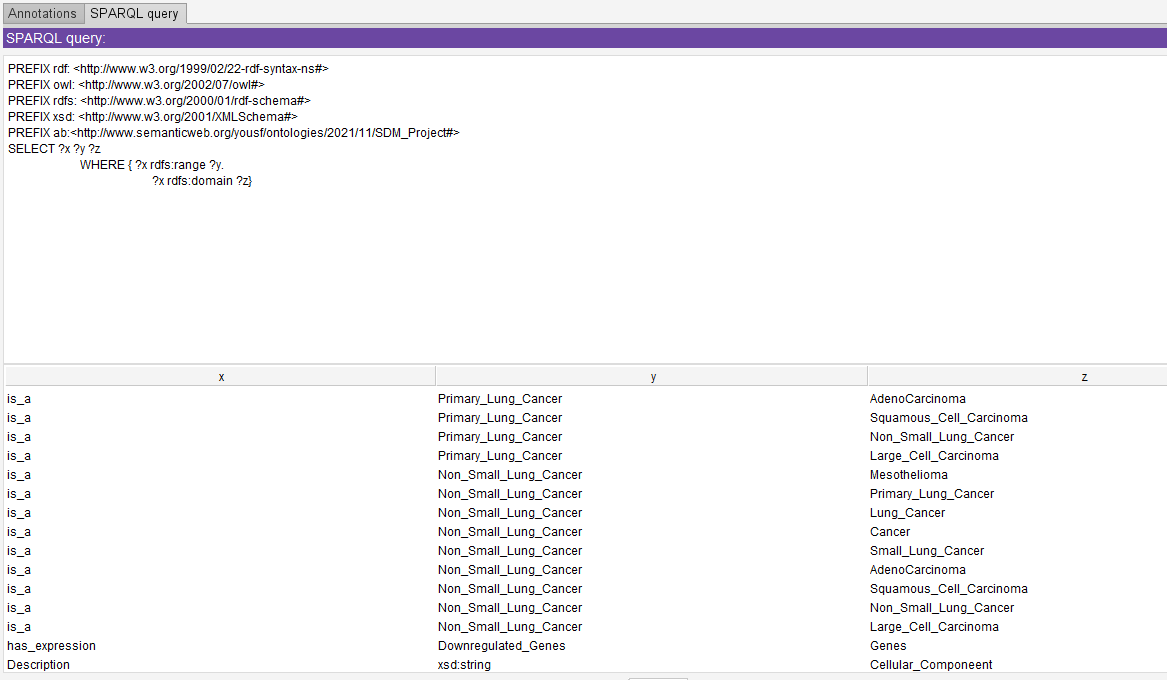 Annotations SPARQL query
SPARQL query:
PREFIX rdf: <http://www.w3.org/1999/02/22-rdf-syntax-ns#>
PREFIX owl: <http://www.w3.org/2002/07/owl#>
PREFIX rdfs: <http://www.w3.org/2000/01/rdf-schema#>
PREFIX xsd: <http://www.w3.org/2001/XMLSchema#>
PREFIX ab:<http://www.semanticweb.org/yousf/ontologies/2021/11/SDM_Project#>
SELECT ?x ?y ?z
WHERE { ?x rdfs:range ?y.
?x rdfs:domain ?z}
x y z
is_a Primary_Lung_Cancer AdenoCarcinoma
is_a Primary_Lung_Cancer Squamous_Cell_Carcinoma
is_a Primary_Lung_Cancer Non_Small_Lung_Cancer
is_a Primary_Lung_Cancer Large_Cell_Carcinoma
is_a Non_Small_Lung_Cancer Mesothelioma
is_a Non_Small_Lung_Cancer Primary_Lung_Cancer
is_a Non_Small_Lung_Cancer Lung_Cancer
is_a Non_Small_Lung_Cancer Cancer
is_a Non_Small_Lung_Cancer Small_Lung_Cancer
is_a Non_Small_Lung_Cancer AdenoCarcinoma
is_a Non_Small_Lung_Cancer Squamous_Cell_Carcinoma
is_a Non_Small_Lung_Cancer Non_Small_Lung_Cancer
is_a Non_Small_Lung_Cancer Large_Cell_Carcinoma
has_expression Downregulated_Genes Genes
Description xsd:string Cellular_Componeent